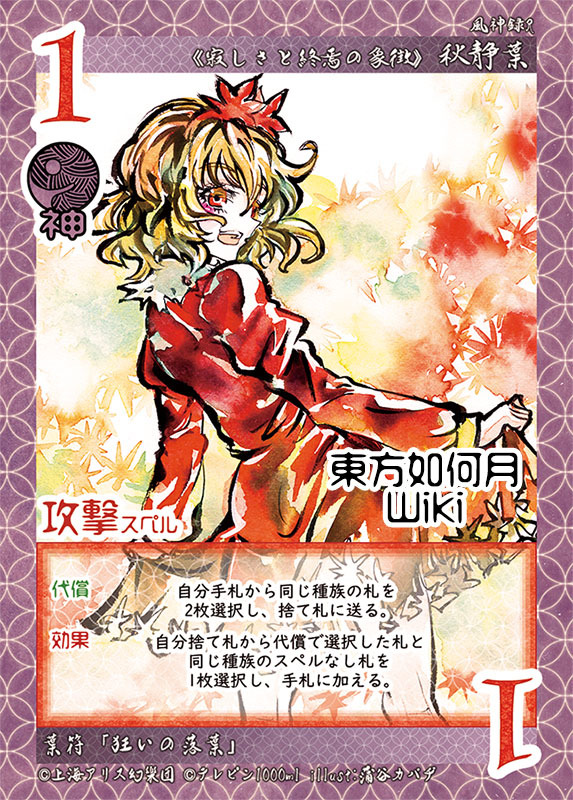 1
風神録
《寂しさと終焉の象徴》 秋静葉
神
東方如何月
Wiki
攻撃スペル
代償
自分手札から同じ種族の札を
2枚選択し、捨て札に送る。
効果
自分捨て札から代償で選択した札と
同じ種族のスペルなし札を
1枚選択し、手札に加える。
1
葉符「狂いの落葉」
©上海アリス幻樂団 ©テレビン1000ml illust:蒲谷カバヂ